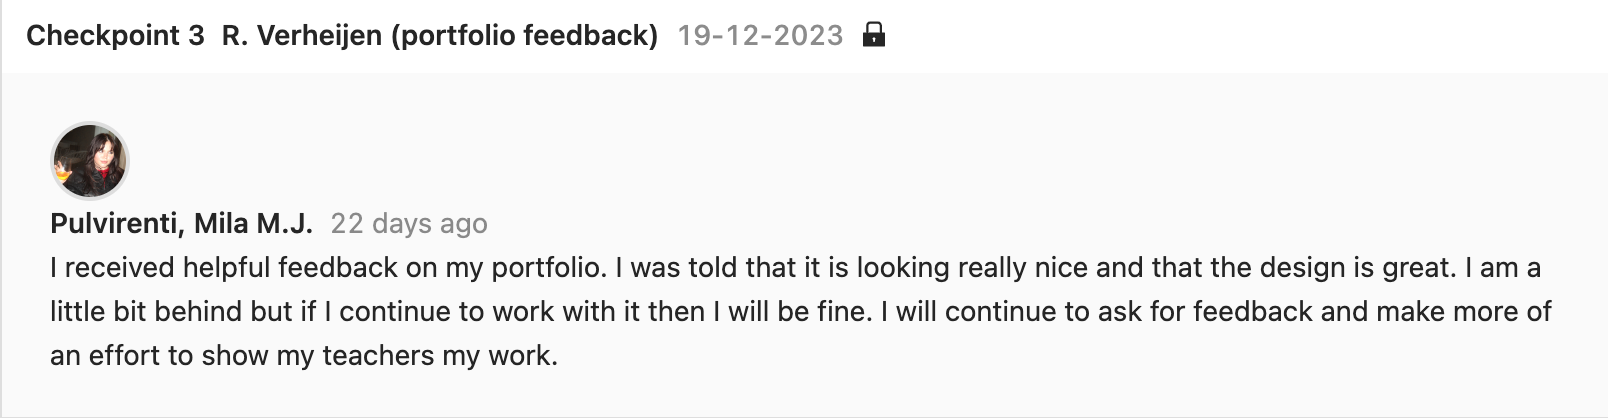 Checkpoint 3 R. Verheijen (portfolio feedback) 19-12-2023
Pulvirenti, Mila M.J. 22 days ago
I received helpful feedback on my portfolio. I was told that it is looking really nice and that the design is great. I am a
little bit behind but if I continue to work with it then I will be fine. I will continue to ask for feedback and make more of
an effort to show my teachers my work.